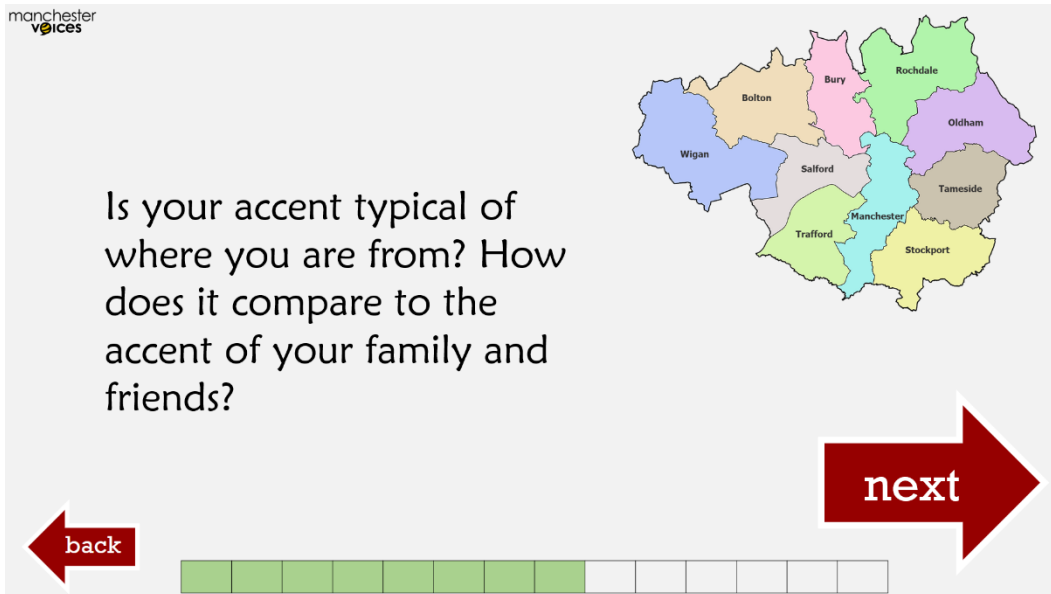 manchester
voices
Bury
Rochdale
Bolton
Oldham
Wigan
Salford
Tameside
Manchester
Trafford
Stockport
Is your accent typical of
where you are from? How
does it compare to the
accent of your family and
friends?
next
back